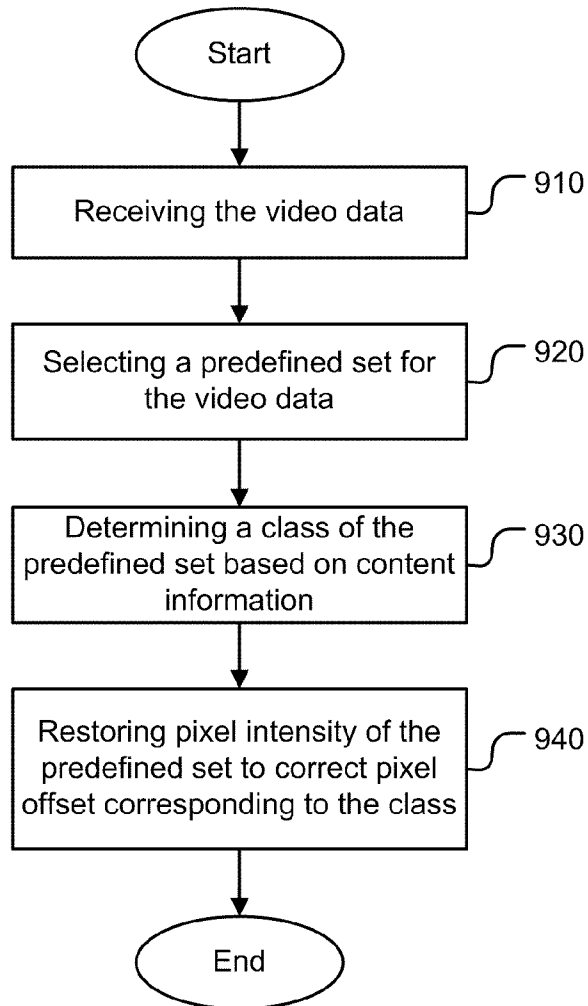 Start
Receiving the video data
910
Selecting a predefined set for
the video data
920
Determining a class of the
predefined set based on content
information
930
Restoring pixel intensity of the
predefined set to correct pixel
offset corresponding to the class
940
End